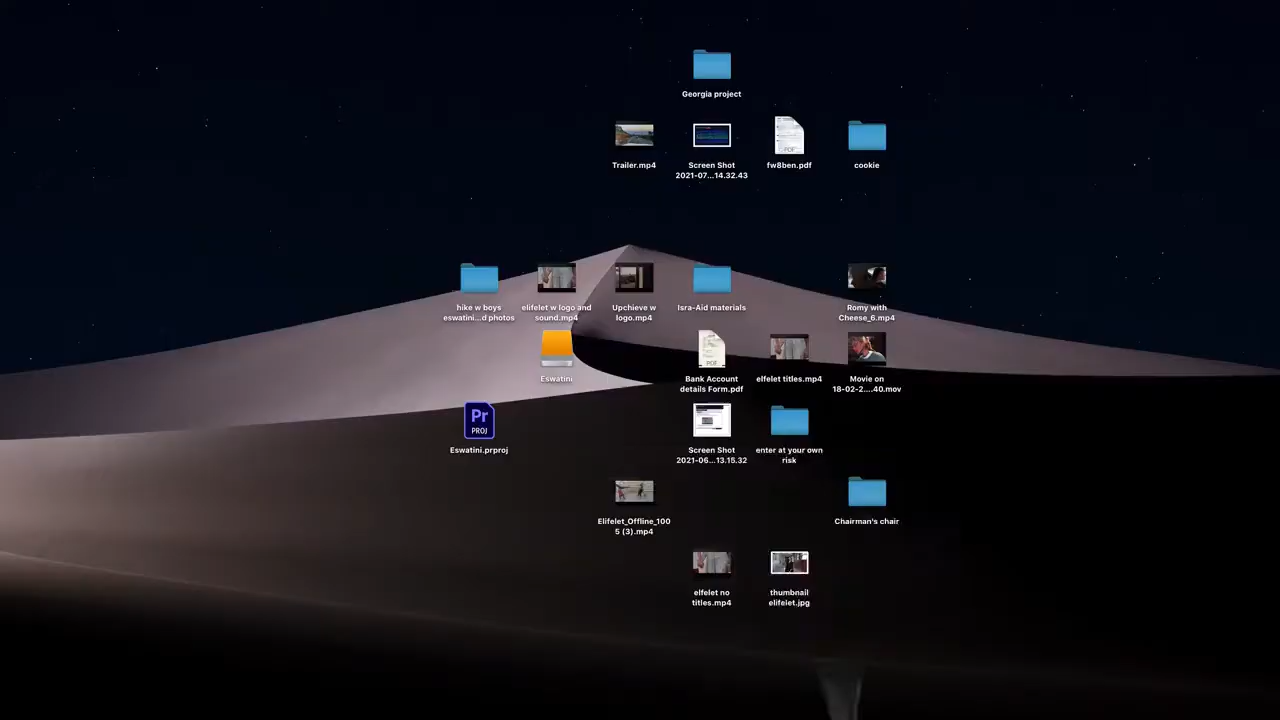 Georgia project
Trailer.mp4
Screen Shot
2021-07...14.32.43
PDF
fw8ben.pdf
cookie
hike w boys
eswatini...d photos
elifelet w logo and
sound.mp4
Upchieve w
logo.mp4
Isra-Aid materials
Romy with
Cheese_6.mp4
Eswatini
PDF
Bank Account
details Form.pdf
elfelet titles.mp4
Movie on
18-02-2....40.mov
Pr
PROJ
Eswatini.prproj
Screen Shot
2021-06...13.15.32
enter at your own
risk
Elifelet_Offline_100
5 (3).mp4
Chairman's chair
elfelet no
titles.mp4
thumbnail
elifelet.jpg